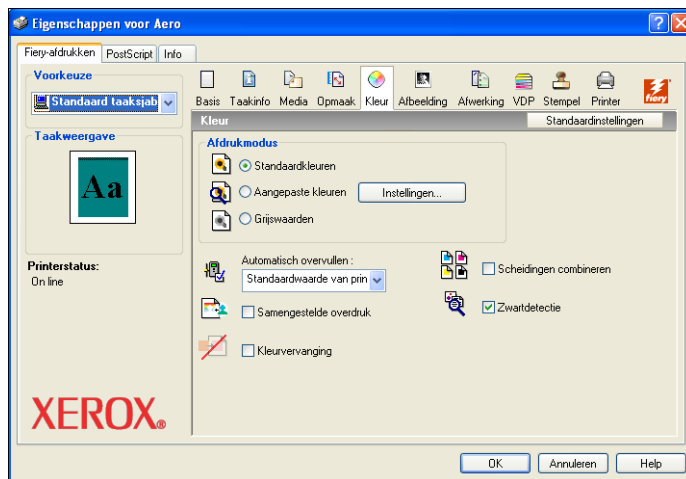 Eigenschappen voor Aero
Fiery-afdrukken PostScript Info
Voorkeuze
Standaard taaksjab
Taakweergave
Aa
Printerstatus:
On line
XEROX®
Basis Taakinfo Media Opmaak Kleur Afbeelding Afwerking VDP Stempel Printer
fiery
Kleur
Standaardinstellingen
Afdrukmodus
Standaardkleuren
Aangepaste kleuren
Instellingen...
Grijswaarden
Automatisch overvullen :
Standaardwaarde van prin
Samengestelde overdruk
Kleurvervanging
Scheidingen combineren
Zwartdetectie
OK Annuleren Help